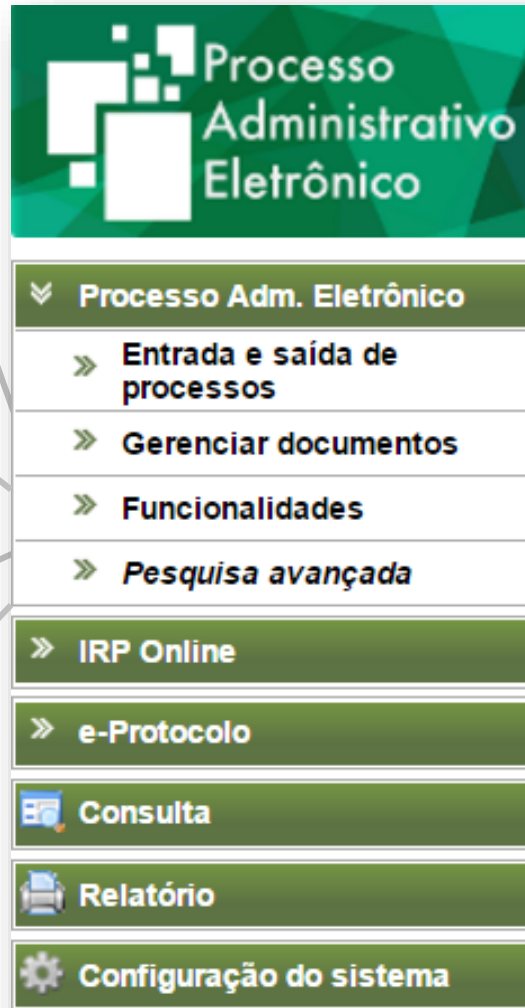 Processo
Administrativo
Eletrônico
Processo Adm. Eletrônico
Entrada e saída de
processos
Gerenciar documentos
Funcionalidades
Pesquisa avançada
IRP Online
e-Protocolo
Consulta
Relatório
Configuração do sistema